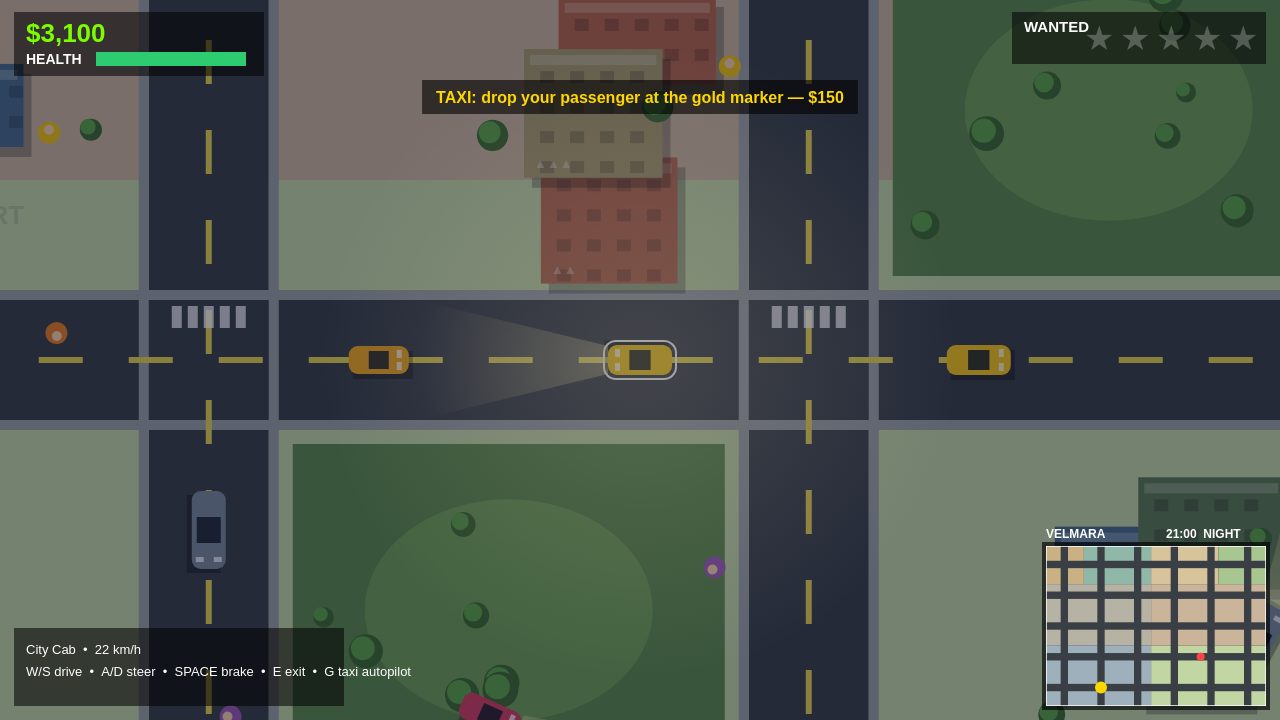 $3,100
HEALTH
WANTED
TAXI: drop your passenger at the gold marker — $150
RT
VELMARA 21:00 NIGHT
City Cab • 22 km/h
W/S drive • A/D steer • SPACE brake • E exit • G taxi autopilot